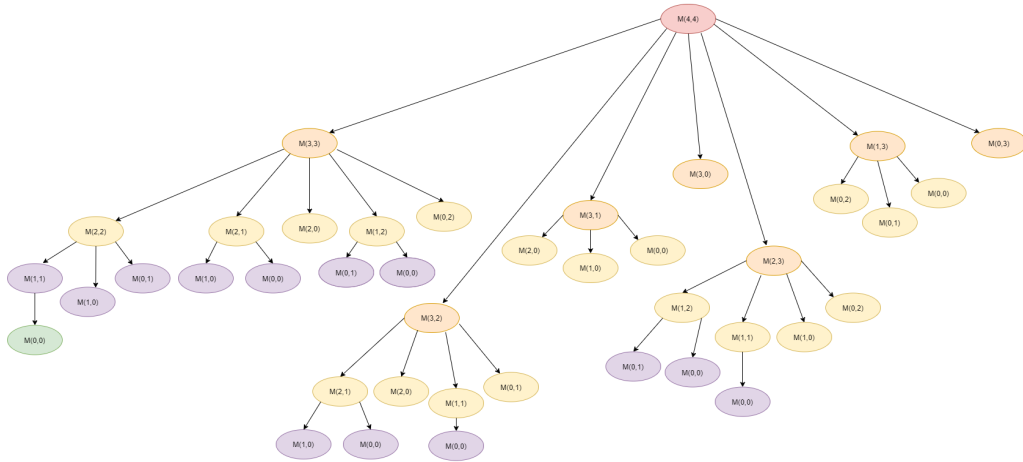 M(4,4)
M(3,3)
M(1,3)
M(0,3)
M(3,0)
M(0,2)
M(0,0)
M(0,2)
M(3,1)
M(0,1)
M(2,2)
M(2,1)
M(2,0)
M(1,2)
M(2,0)
M(0,0)
M(1,0)
M(2,3)
M(1,1)
M(0,1)
M(1,0)
M(0,0)
M(0,1)
M(0,0)
M(1,0)
M(1,2)
M(0,2)
M(3,2)
M(0,0)
M(1,1)
M(1,0)
M(0,1)
M(0,0)
M(2,1)
M(2,0)
M(0,1)
M(1,1)
M(0,0)
M(1,0)
M(0,0)
M(0,0)